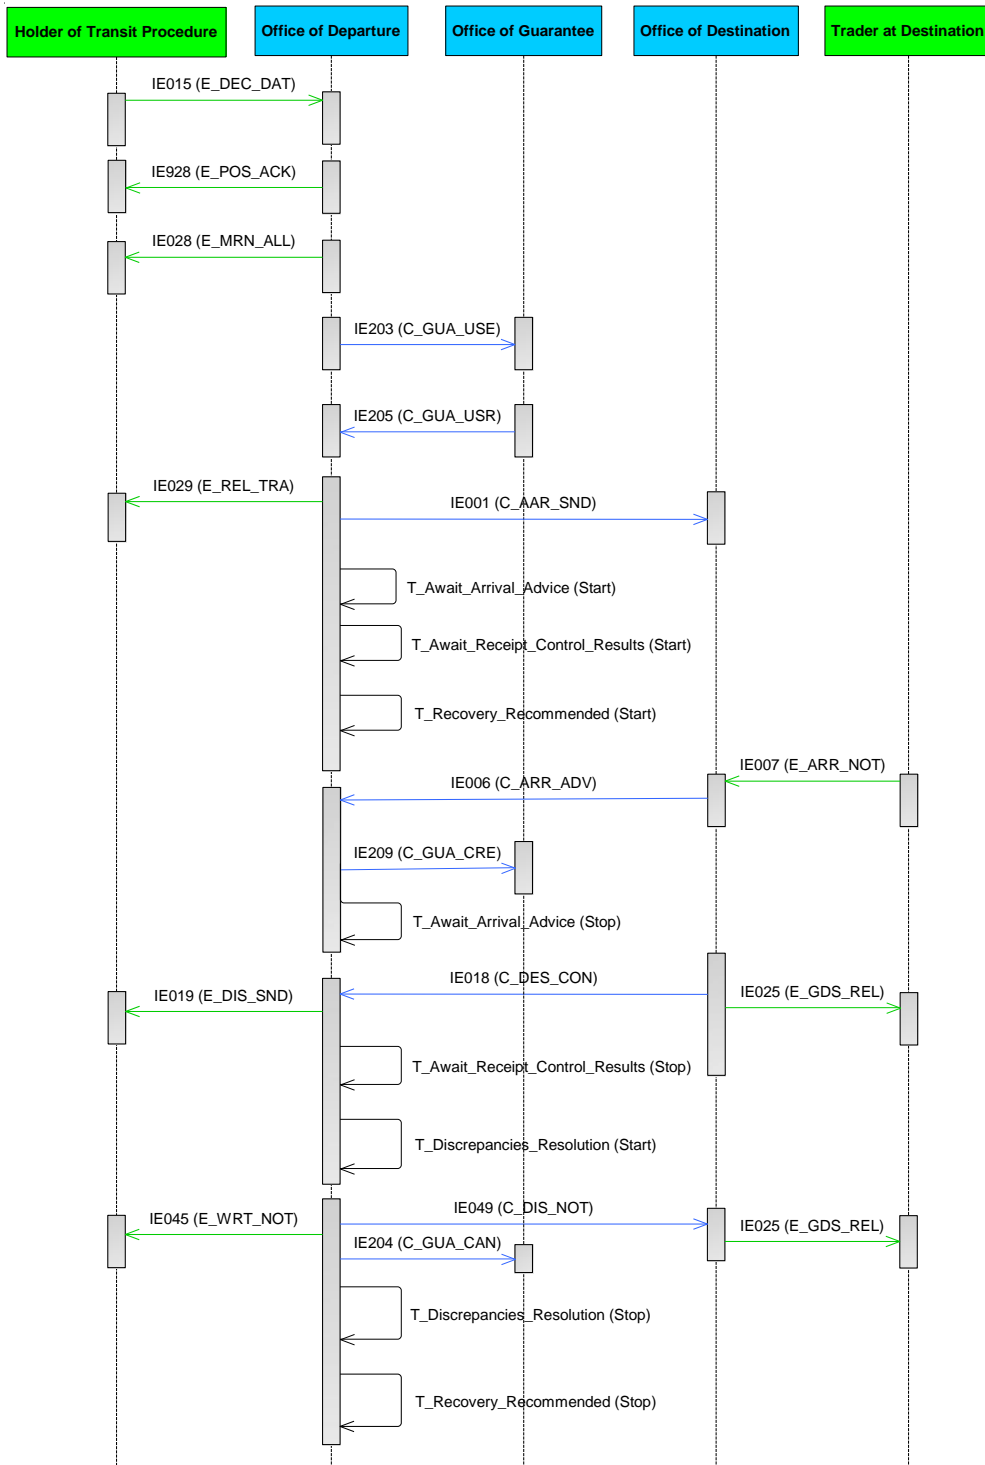 Holder of Transit Procedure
Office of Departure
Office of Guarantee
Office of Destination
Trader at Destination
IE015 (E_DEC_DAT)
IE928 (E_POS_ACK)
IE028 (E_MRN_ALL)
IE203 (C_GUA_USE)
IE205 (C_GUA_USR)
IE029 (E_REL_TRA)
IE001 (C_AAR_SND)
T_Await_Arrival_Advice (Start)
T_Await_Receipt_Control_Results (Start)
T_Recovery_Recommended (Start)
IE007 (E_ARR_NOT)
IE006 (C_ARR_ADV)
IE209 (C_GUA_CRE)
T_Await_Arrival_Advice (Stop)
IE018 (C_DES_CON)
IE019 (E_DIS_SND)
IE025 (E_GDS_REL)
T_Await_Receipt_Control_Results (Stop)
T_Discrepancies_Resolution (Start)
IE049 (C_DIS_NOT)
IE045 (E_WRT_NOT)
IE025 (E_GDS_REL)
IE204 (C_GUA_CAN)
T_Discrepancies_Resolution (Stop)
T_Recovery_Recommended (Stop)